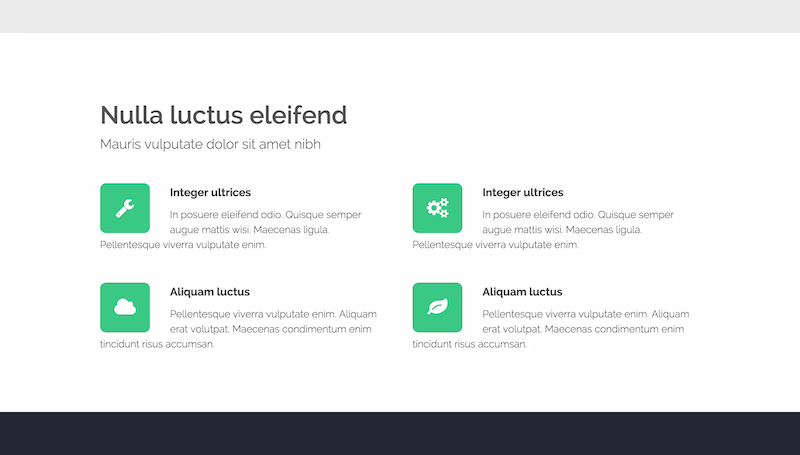 Nulla luctus eleifend
Mauris vulputate dolor sit amet nibh
Integer ultrices
In posuere eleifend odio. Quisque semper
augue mattis wisi. Maecenas ligula.
Pellentesque viverra vulputate enim.
Integer ultrices
In posuere eleifend odio. Quisque semper
augue mattis wisi. Maecenas ligula.
Pellentesque viverra vulputate enim.
Aliquam luctus
Pellentesque viverra vulputate enim. Aliquam
erat volutpat. Maecenas condimentum enim
tincidunt risus accumsan.
Aliquam luctus
Pellentesque viverra vulputate enim. Aliquam
erat volutpat. Maecenas condimentum enim
tincidunt risus accumsan.